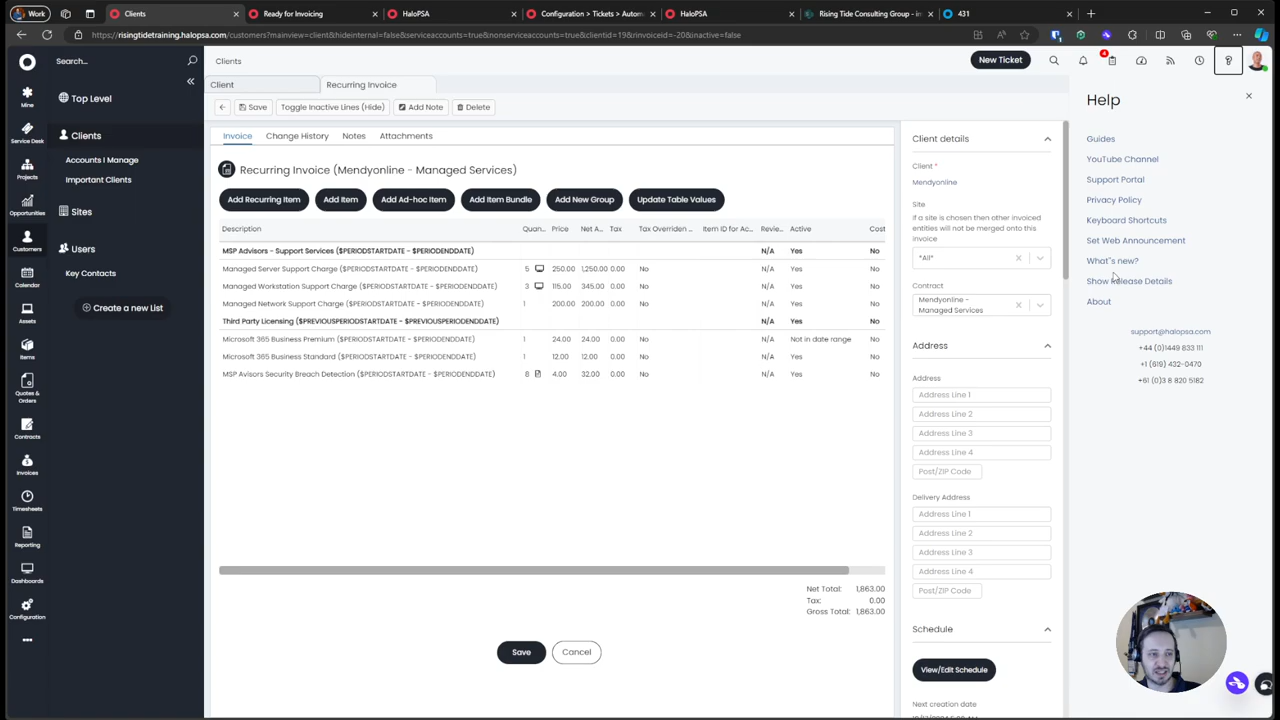 Work
Clients
Ready for Invoicing
HaloPSA
Configuration > Tickets > Autom
HaloPSA
Rising Tide Consulting Group - in
431
https://risingtidetraining.halopsa.com/customers?mainview=client&hideinternal=false&serviceaccounts=true&nonserviceaccounts=true&clientid=19&rinvoiceid=-20&inactive=false
Search...
Clients
New Ticket
4
?
Top Level
Client
Recurring Invoice
Save
Toggle Inactive Lines (Hide)
Add Note
Delete
Mine
Service Desk
Projects
Opportunities
Customers
Calendar
Assets
Items
Quotes & Orders
Contracts
Invoices
Timesheets
Reporting
Dashboards
Configuration
Clients
Accounts I Manage
Important Clients
Sites
Users
Key Contacts
Create a new List
Invoice
Change History
Notes
Attachments
Recurring Invoice (Mendyonline - Managed Services)
Add Recurring Item
Add Item
Add Ad-hoc Item
Add Item Bundle
Add New Group
Update Table Values
Description Quan... Price Net A... Tax Tax Overriden ... Item ID for Ac... Revie... Active Cost
MSP Advisors - Support Services ($PERIODSTARTDATE - $PERIODENDDATE) N/A Yes No
Managed Server Support Charge ($PERIODSTARTDATE - $PERIODENDDATE) 5 250.00 1,250.00 0.00 No N/A Yes No
Managed Workstation Support Charge ($PERIODSTARTDATE - $PERIODENDDATE) 3 115.00 345.00 0.00 No N/A Yes No
Managed Network Support Charge ($PERIODSTARTDATE - $PERIODENDDATE) 1 200.00 200.00 0.00 No N/A Yes No
Third Party Licensing ($PREVIOUSPERIODSTARTDATE - $PREVIOUSPERIODENDDATE) N/A Yes No
Microsoft 365 Business Premium ($PERIODSTARTDATE - $PERIODENDDATE) 1 24.00 24.00 0.00 No N/A Not in date range No
Microsoft 365 Business Standard ($PERIODSTARTDATE - $PERIODENDDATE) 1 12.00 12.00 0.00 No N/A Yes No
MSP Avisors Security Breach Detection ($PERIODSTARTDATE - $PERIODENDDATE) 8 4.00 32.00 0.00 No N/A Yes No
Net Total: 1,863.00
Tax: 0.00
Gross Total: 1,863.00
Save
Cancel
Client details
Client *
Mendyonline
Site
If a site is chosen then other invoiced
entities will not be merged onto this
invoice
*All*
Contract
Mendyonline -
Managed Services
Address
Address
Address Line 1
Address Line 2
Address Line 3
Address Line 4
Post/ZIP Code
Delivery Address
Address Line 1
Address Line 2
Address Line 3
Address Line 4
Post/ZIP Code
Schedule
View/Edit Schedule
Next creation date
Help
Guides
YouTube Channel
Support Portal
Privacy Policy
Keyboard Shortcuts
Set Web Announcement
What"s new?
Show Release Details
About
support@halopsa.com
+44 (0)1449 833 111
+1 (619) 432-0470
+61 (0)3 8 820 5182